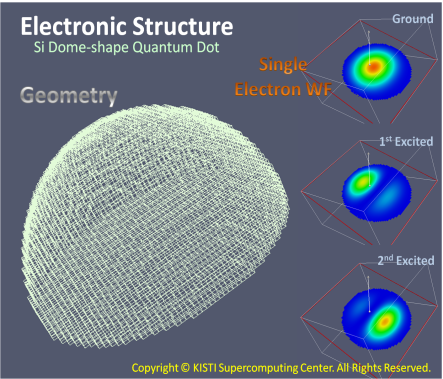 Electronic Structure
Si Dome-shape Quantum Dot
Geometry
Single
Electron WF
Ground
1st Excited
2nd Excited
Copyright © KISTI Supercomputing Center. All Rights Reserved.